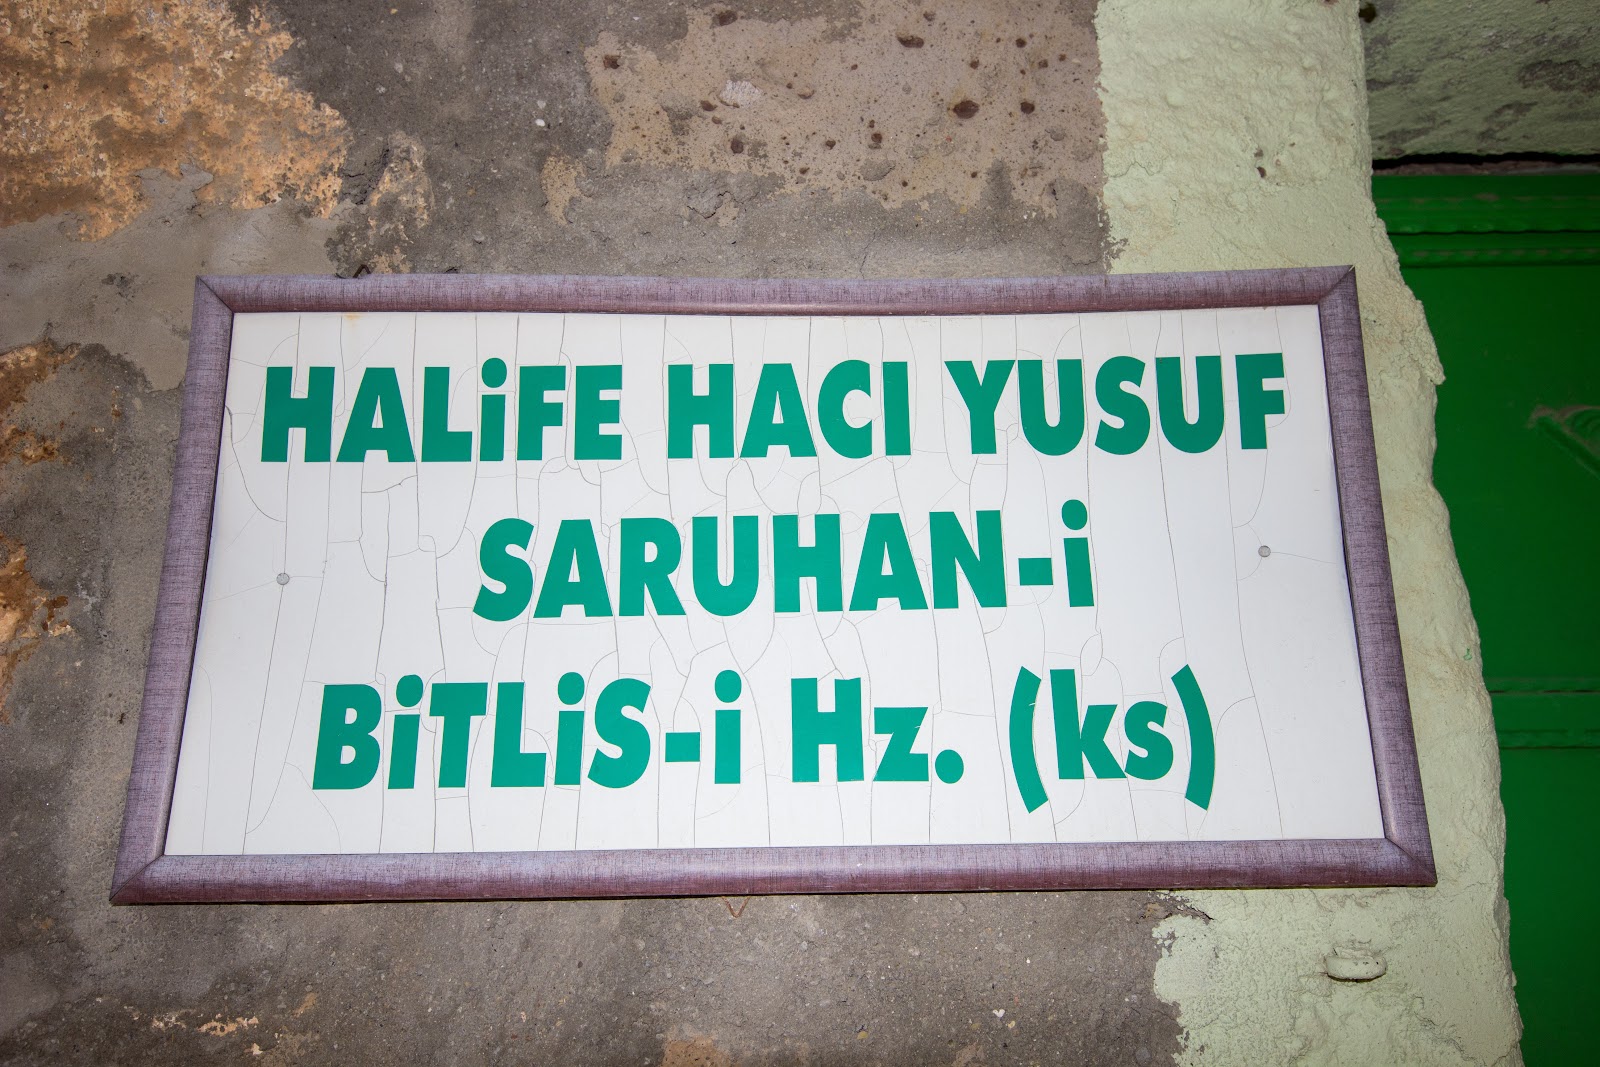 HALiFE HACI YUSUF
SARUHAN-i
BiTLiS-i Hz. (ks)